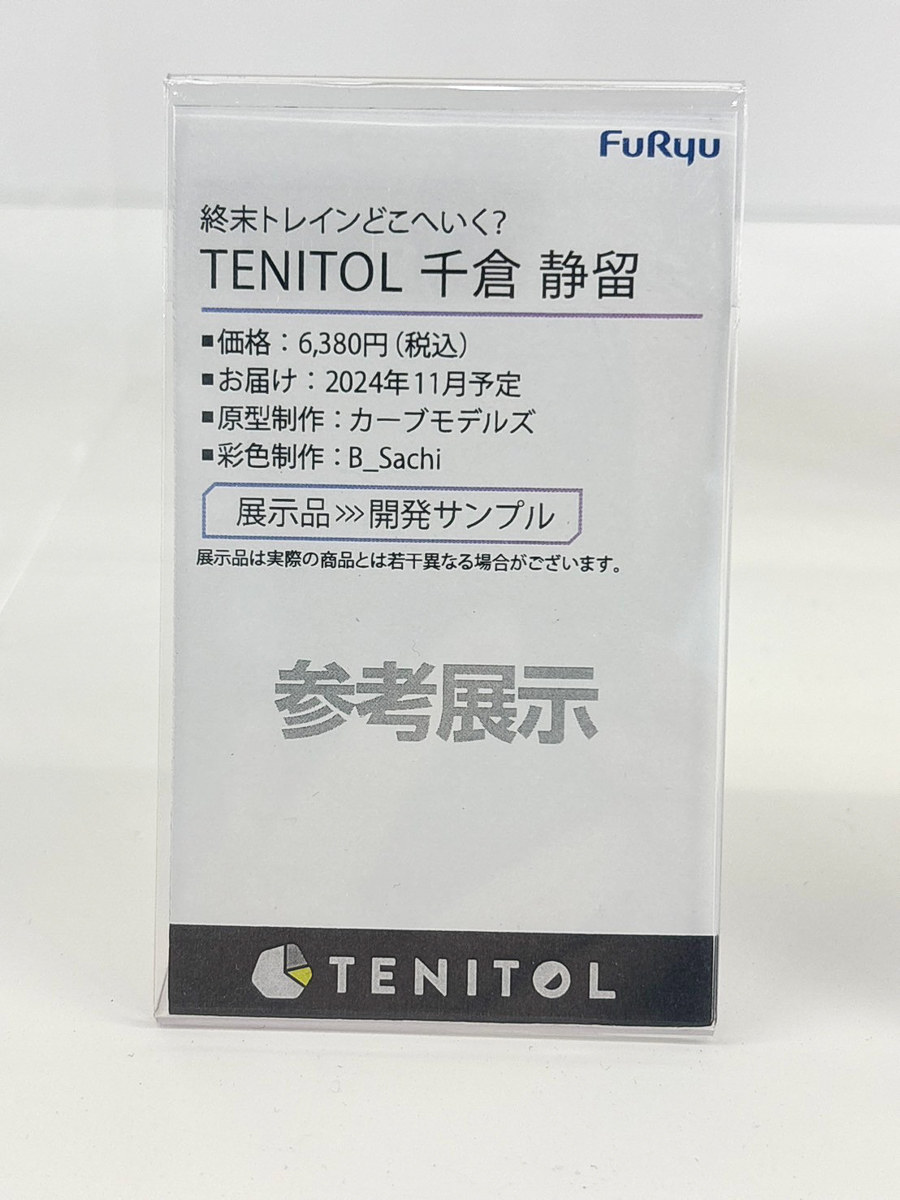 FuRyu
終末トレインどこへいく?
TENITOL 千倉 静留
■価格：6,380円（税込）
■お届け：2024年11月予定
■原型制作：カーブモデルズ
■彩色制作：B_Sachi
展示品>>>開発サンプル
展示品は実際の商品とは若干異なる場合がございます。
参考展示
TENITOL